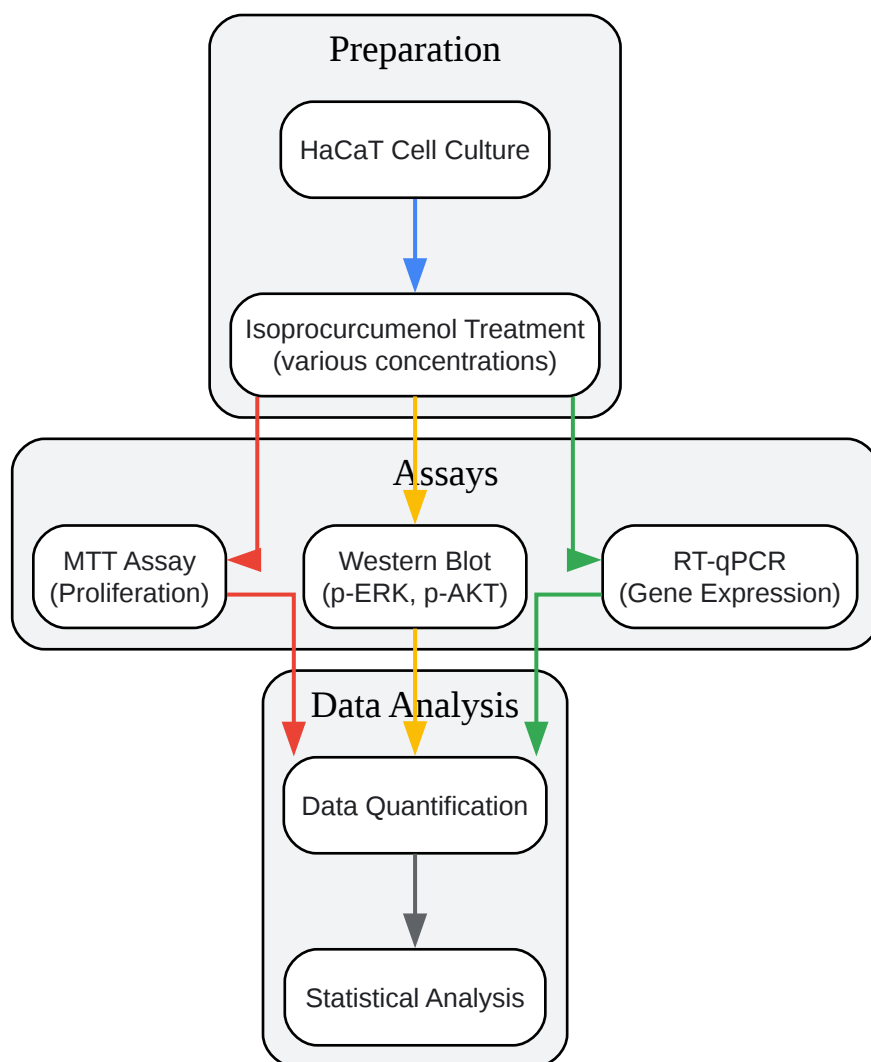 Preparation
HaCaT Cell Culture
Isoprocurcumenol Treatment
(various concentrations)
Assays
MTT Assay
(Proliferation)
Western Blot
(p-ERK, p-AKT)
RT-qPCR
(Gene Expression)
Data Analysis
Data Quantification
Statistical Analysis